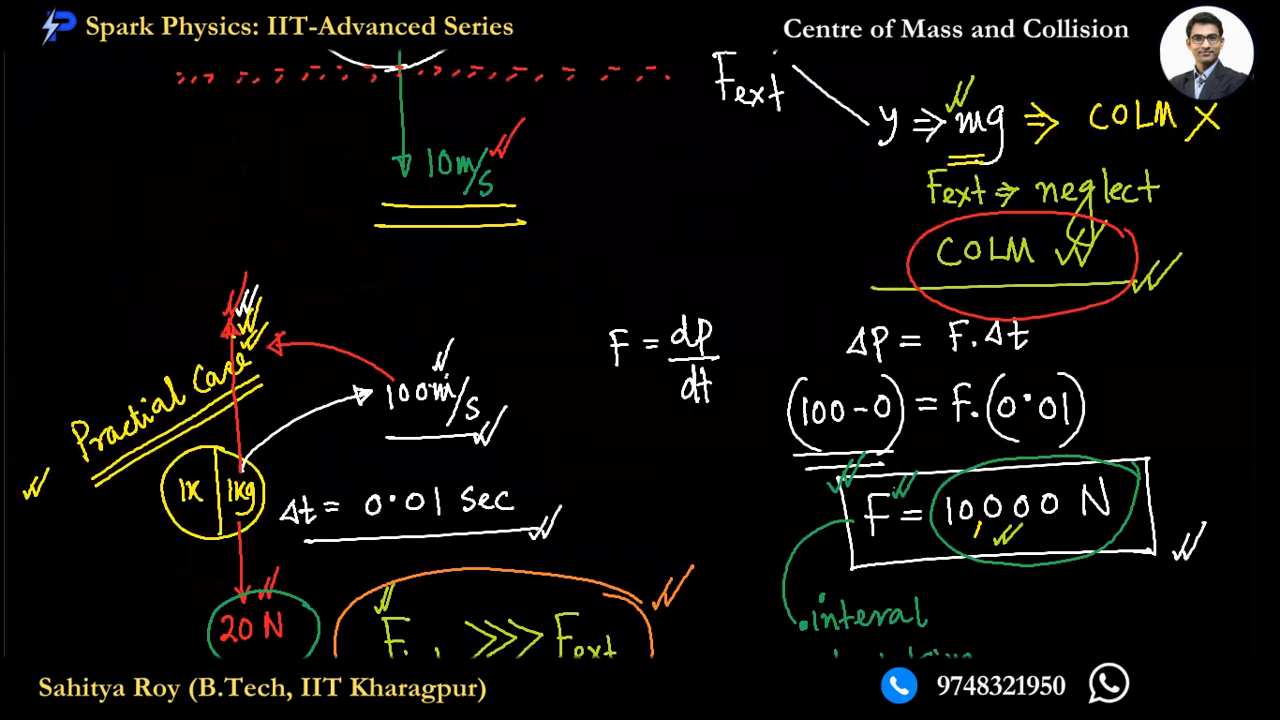 Spark Physics: IIT-Advanced Series
Centre of Mass and Collision
Fext
y ⇒ mg ⇒ COLM X
10m/s
Fext ⇒ neglect
COLM
Practial Case
100m/s
F = dp/dt
ΔP = F.Δt
(100-0) = F.(0.01)
1K 1Kg
Δt = 0.01 sec
F = 10,000 N
20 N
F >>> Fext
interal
Sahitya Roy (B.Tech, IIT Kharagpur)
9748321950